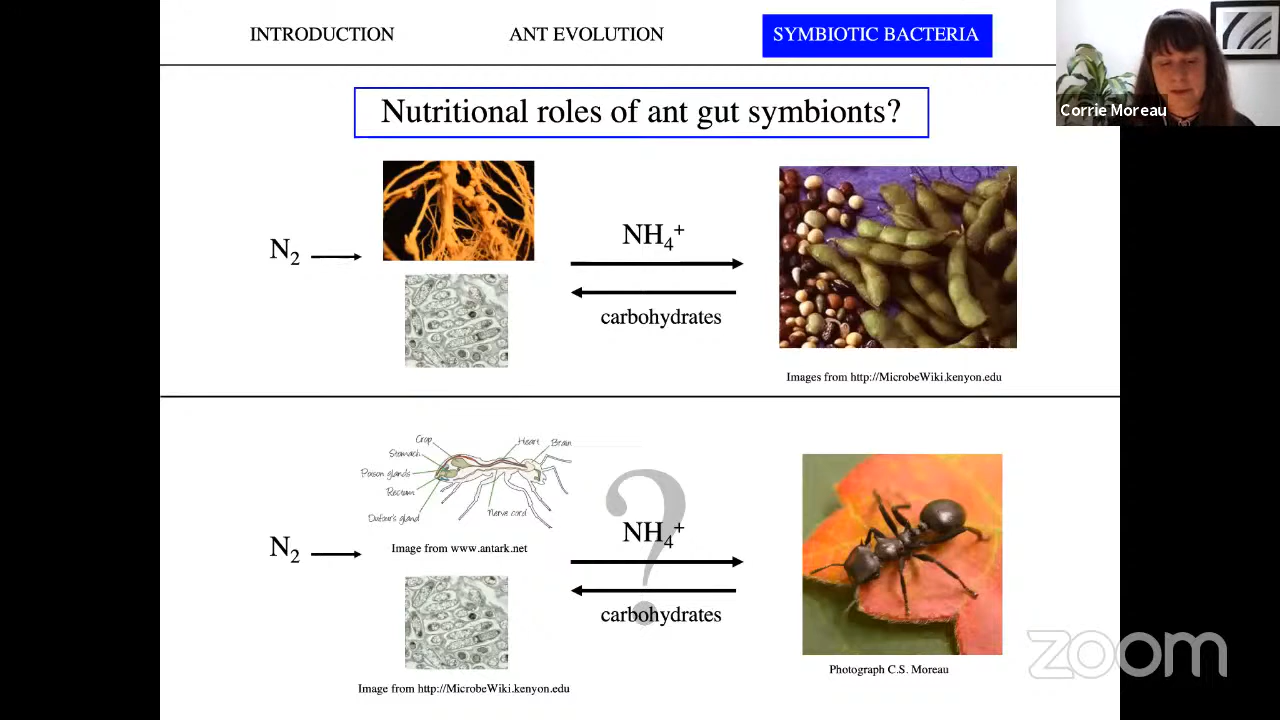 INTRODUCTION
ANT EVOLUTION
SYMBIOTIC BACTERIA
Corrie Moreau
Nutritional roles of ant gut symbionts?
N₂
NH₄⁺
carbohydrates
Images from http://MicrobeWiki.kenyon.edu
Crop
Heart
Brain
Stomach
Poison glands
Rectum
Dufour's gland
Nerve cord
Image from www.antark.net
?
N₂
NH₄⁺
carbohydrates
Image from http://MicrobeWiki.kenyon.edu
Photograph C.S. Moreau
zoom